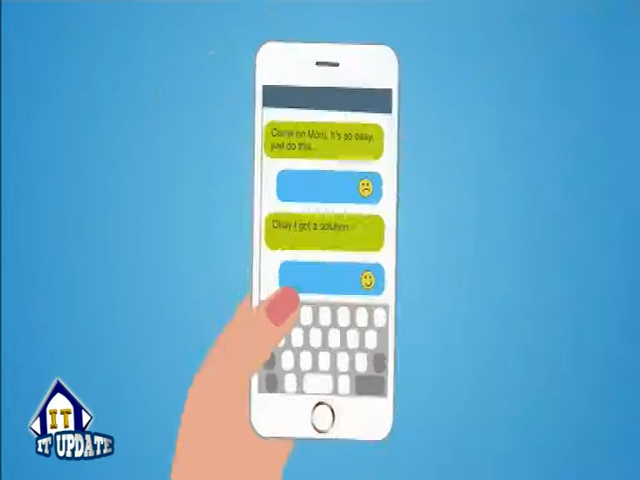 Come on Mom, it's so easy,
just do this...
Okay I got a solution
IT
IT UPDATE